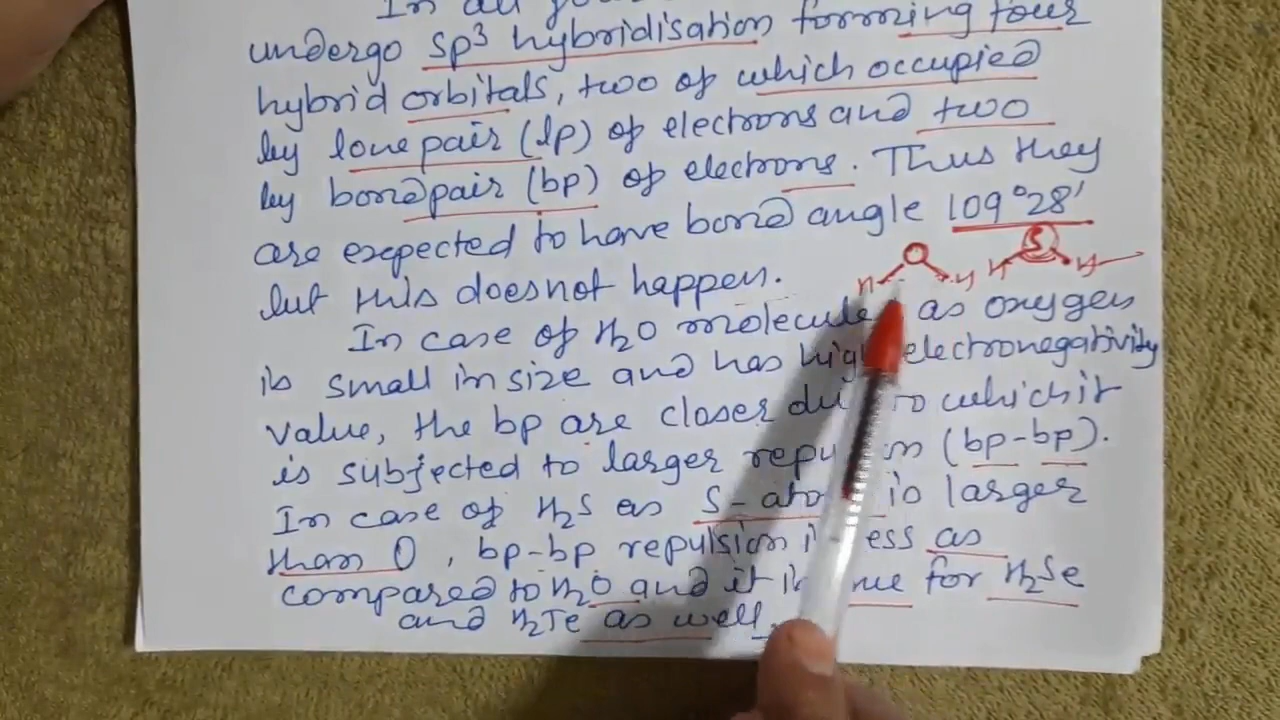 In all
undergo sp³ hybridisation forming four
hybrid orbitals, two of which occupied
by lone pair (lp) of electrons and two
by bond pair (bp) of electrons. Thus they
are expected to have bond angle 109°28'
but this does not happen.
O
H H
S
H H
In case of H₂O molecule as oxygen
is small in size and has high electronegativity
value, the bp are closer due to which it
is subjected to larger repulsion (bp-bp).
In case of H₂S as S-atom is larger
than O, bp-bp repulsion is less as
compared to H₂O and it is true for H₂Se
and H₂Te as well.